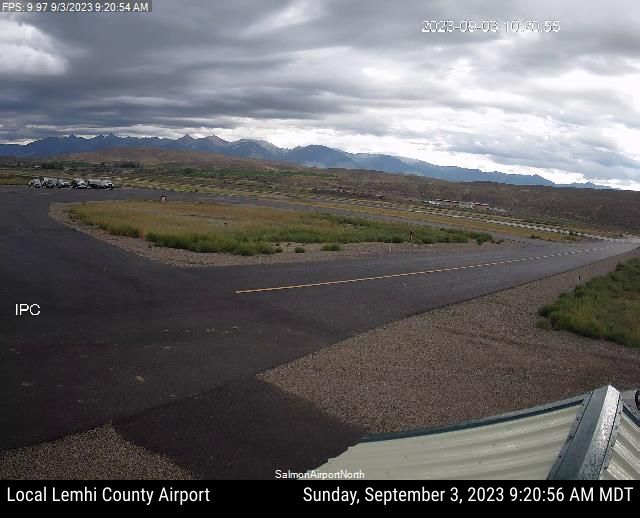 FPS: 9.97 9/3/2023 9:20:54 AM
2023-09-03 10:30:55
IPC
SalmonAirportNorth
Local Lemhi County Airport
Sunday, September 3, 2023 9:20:56 AM MDT